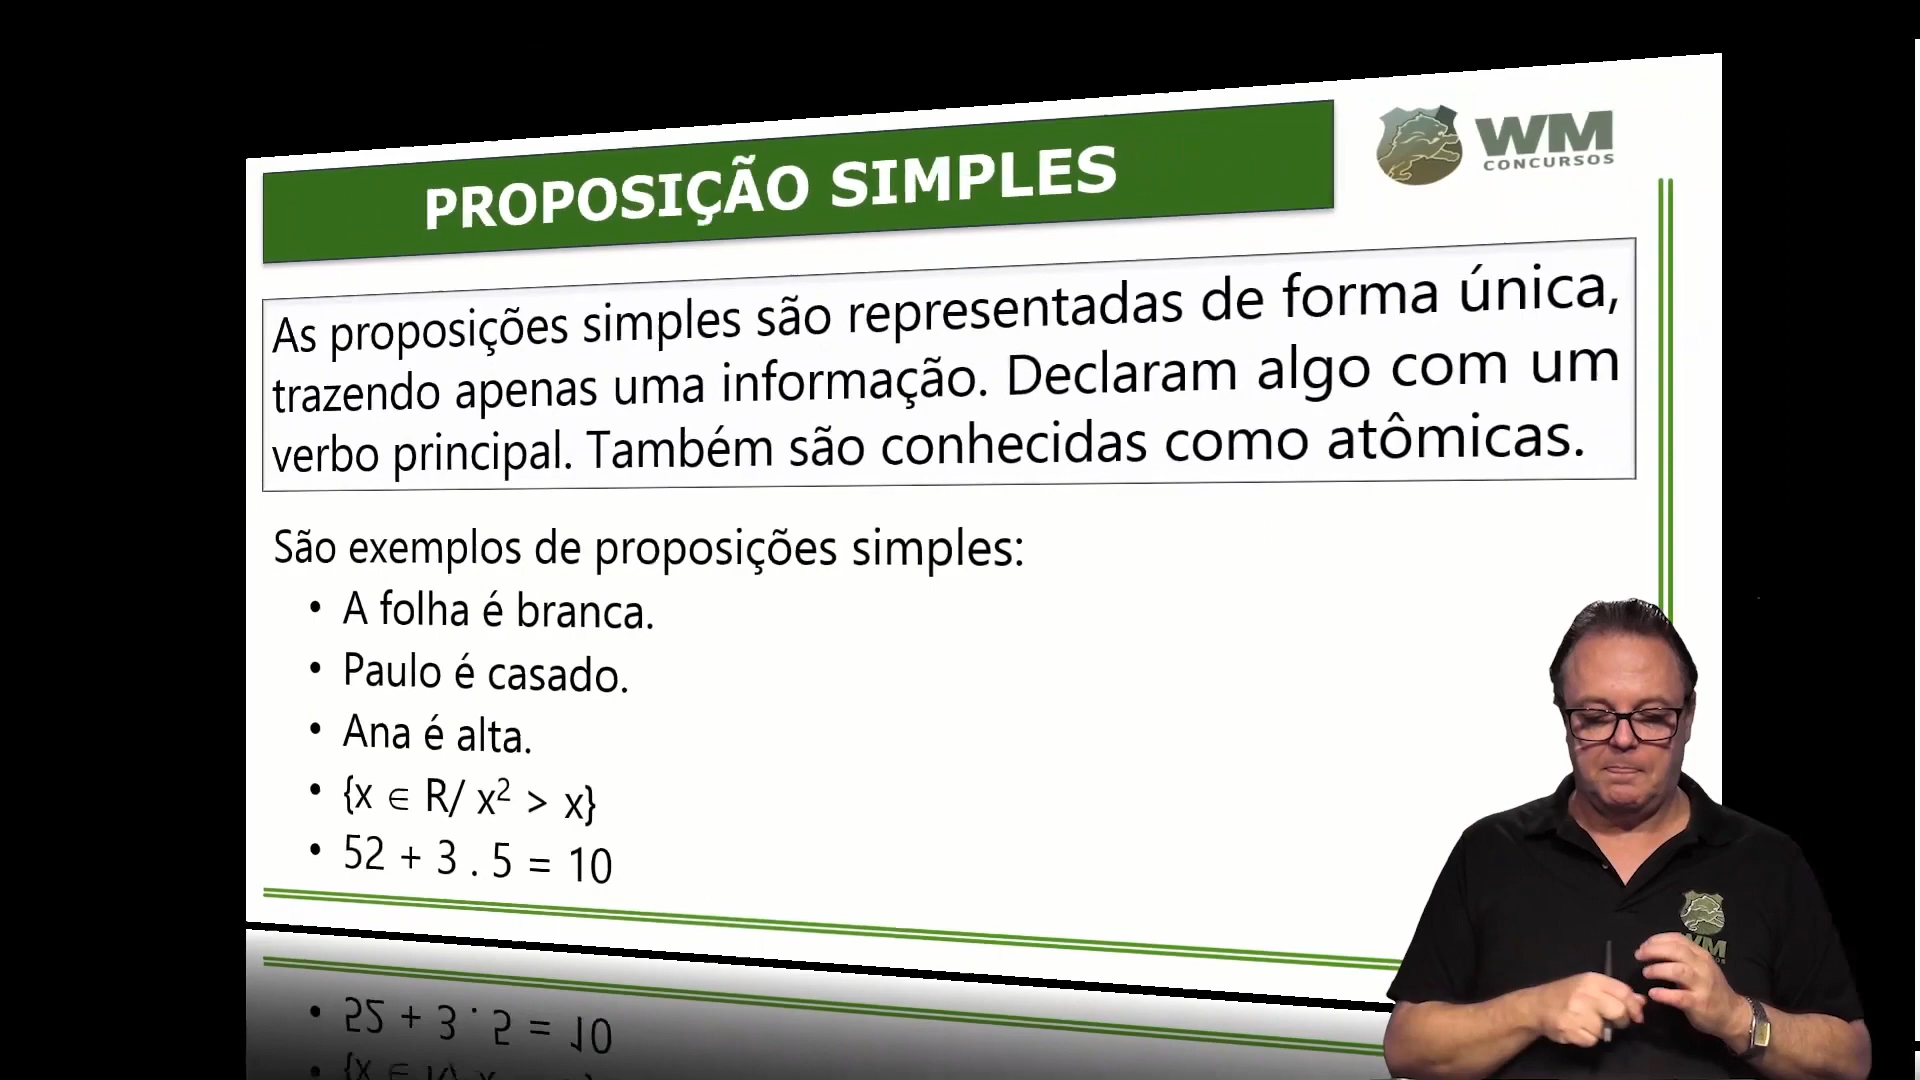 PROPOSIÇÃO SIMPLES
WM
CONCURSOS
As proposições simples são representadas de forma única,
trazendo apenas uma informação. Declaram algo com um
verbo principal. Também são conhecidas como atômicas.
São exemplos de proposições simples:
• A folha é branca.
• Paulo é casado.
• Ana é alta.
• {x ∈ R/ x² > x}
• 52 + 3 . 5 = 10
WM